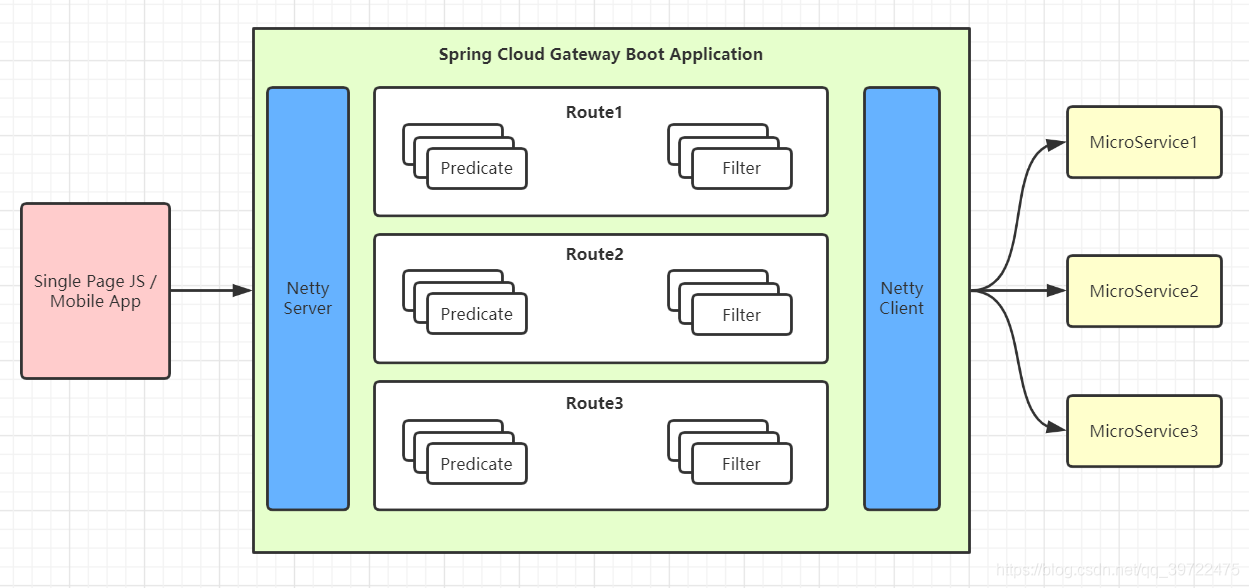 Spring Cloud Gateway Boot Application
Single Page JS /
Mobile App
Netty
Server
Route1
Predicate
Filter
Route2
Predicate
Filter
Route3
Predicate
Filter
Netty
Client
MicroService1
MicroService2
MicroService3
https://blog.csdn.net/qq_39722475